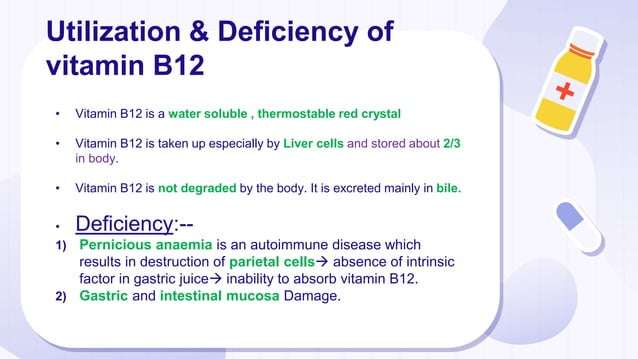 Utilization & Deficiency of
vitamin B12
• Vitamin B12 is a water soluble , thermostable red crystal
• Vitamin B12 is taken up especially by Liver cells and stored about 2/3
in body.
• Vitamin B12 is not degraded by the body. It is excreted mainly in bile.
• Deficiency:--
1) Pernicious anaemia is an autoimmune disease which
results in destruction of parietal cells→ absence of intrinsic
factor in gastric juice→ inability to absorb vitamin B12.
2) Gastric and intestinal mucosa Damage.